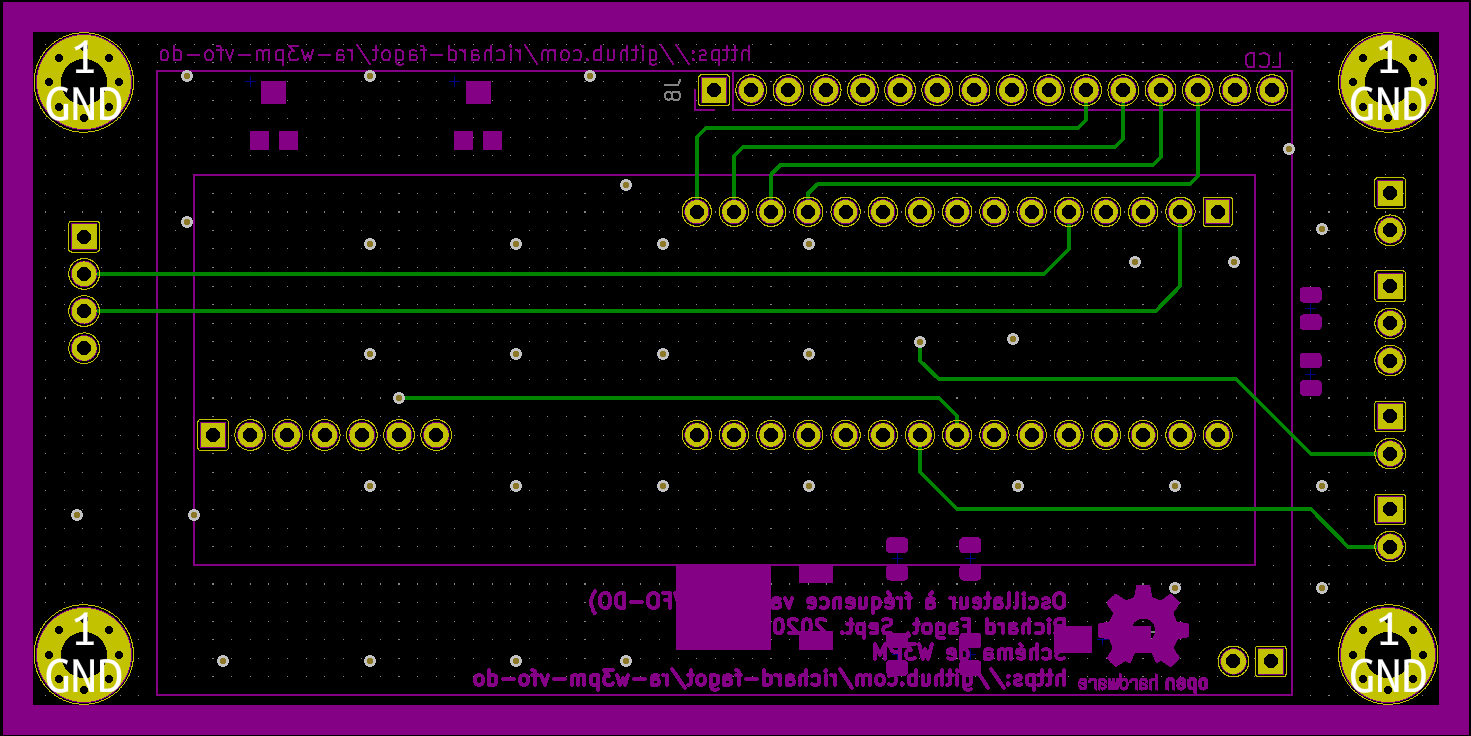 1
GND
https://github.com/richard-fagot/ra-w3pm-vfo-do
J8
LCD
1
GND
1
GND
Oscillateur à fréquence va FO-DO)
Richard Fagot, Sept. 2020
Schéma de W3PM
https://github.com/richard-fagot/ra-w3pm-vfo-do
open hardware
1
GND